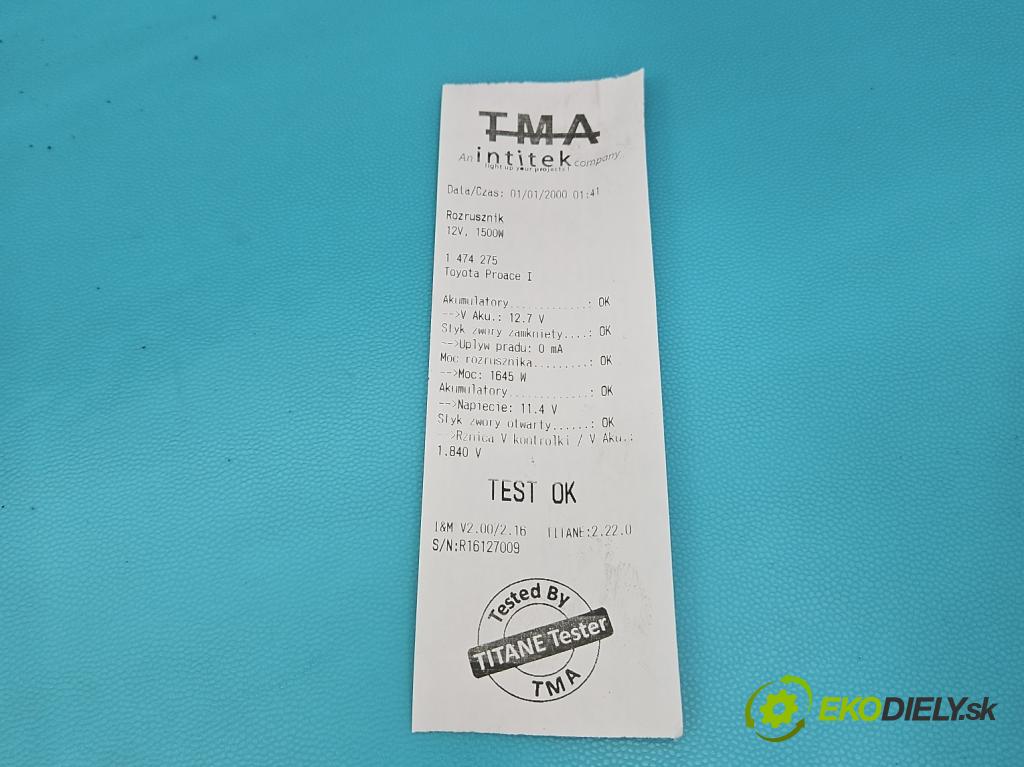 TMA
An intitek company
light up your projects!
Data/Czas: 01/01/2000 01:41
Rozrusznik
12V, 1500W
1 474 275
Toyota Proace I
Akumulatory............: OK
-->V Aku.: 12.7 V
Styk zwory zamkniety....: OK
-->Uplyw pradu: 0 mA
Moc rozrusznika.........: OK
-->Moc: 1645 W
Akumulatory............: OK
-->Napiecie: 11.4 V
Styk zwory otwarty......: OK
-->Rznica V kontrolki / V Aku.:
1.840 V
TEST OK
I&M V2.00/2.16 TITANE:2.22.0
S/N:R16127009
Tested By
TITANE Tester
TMA
EKODIELY.sk